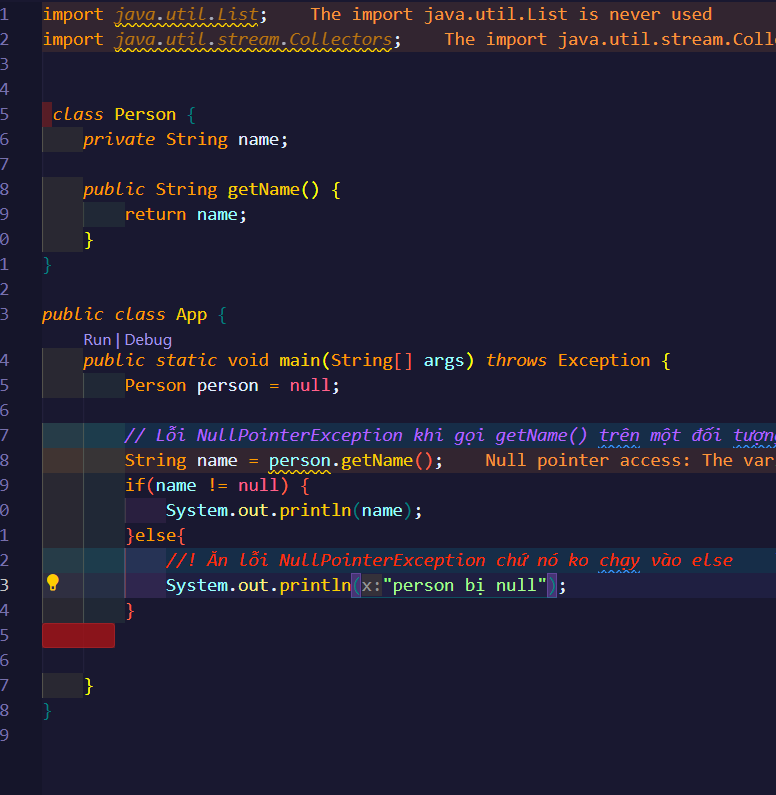 1 import java.util.List; The import java.util.List is never used
2 import java.util.stream.Collectors; The import java.util.stream.Coll
3
4
5 class Person {
6 private String name;
7
8 public String getName() {
9 return name;
0 }
1 }
2
3 public class App {
Run | Debug
4 public static void main(String[] args) throws Exception {
5 Person person = null;
6
7 // Lỗi NullPointerException khi gọi getName() trên một đối tượng
8 String name = person.getName(); Null pointer access: The var
9 if(name != null) {
0 System.out.println(name);
1 }else{
2 //! Ăn lỗi NullPointerException chứ nó ko chạy vào else
3 System.out.println(x:"person bị null");
4 }
5
6
7 }
8 }
9